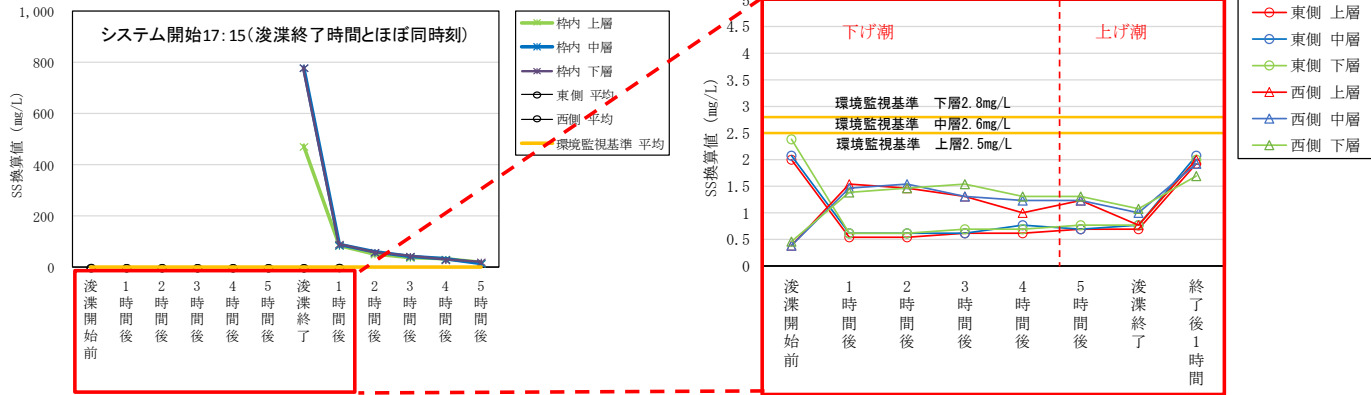 システム開始17:15(浚渫終了時間とほぼ同時刻)
SS換算値 (mg/L)
1,000
800
600
400
200
0
浚渫開始前
1時間後
2時間後
3時間後
4時間後
5時間後
浚渫終了
1時間後
2時間後
3時間後
4時間後
5時間後
枠内 上層
枠内 中層
枠内 下層
東側 平均
西側 平均
環境監視基準 平均
下げ潮
上げ潮
SS換算値 (mg/L)
5
4.5
4
3.5
3
2.5
2
1.5
1
0.5
0
環境監視基準 下層2.8mg/L
環境監視基準 中層2.6mg/L
環境監視基準 上層2.5mg/L
浚渫開始前
1時間後
2時間後
3時間後
4時間後
5時間後
浚渫終了
終了後1時間
東側 上層
東側 中層
東側 下層
西側 上層
西側 中層
西側 下層